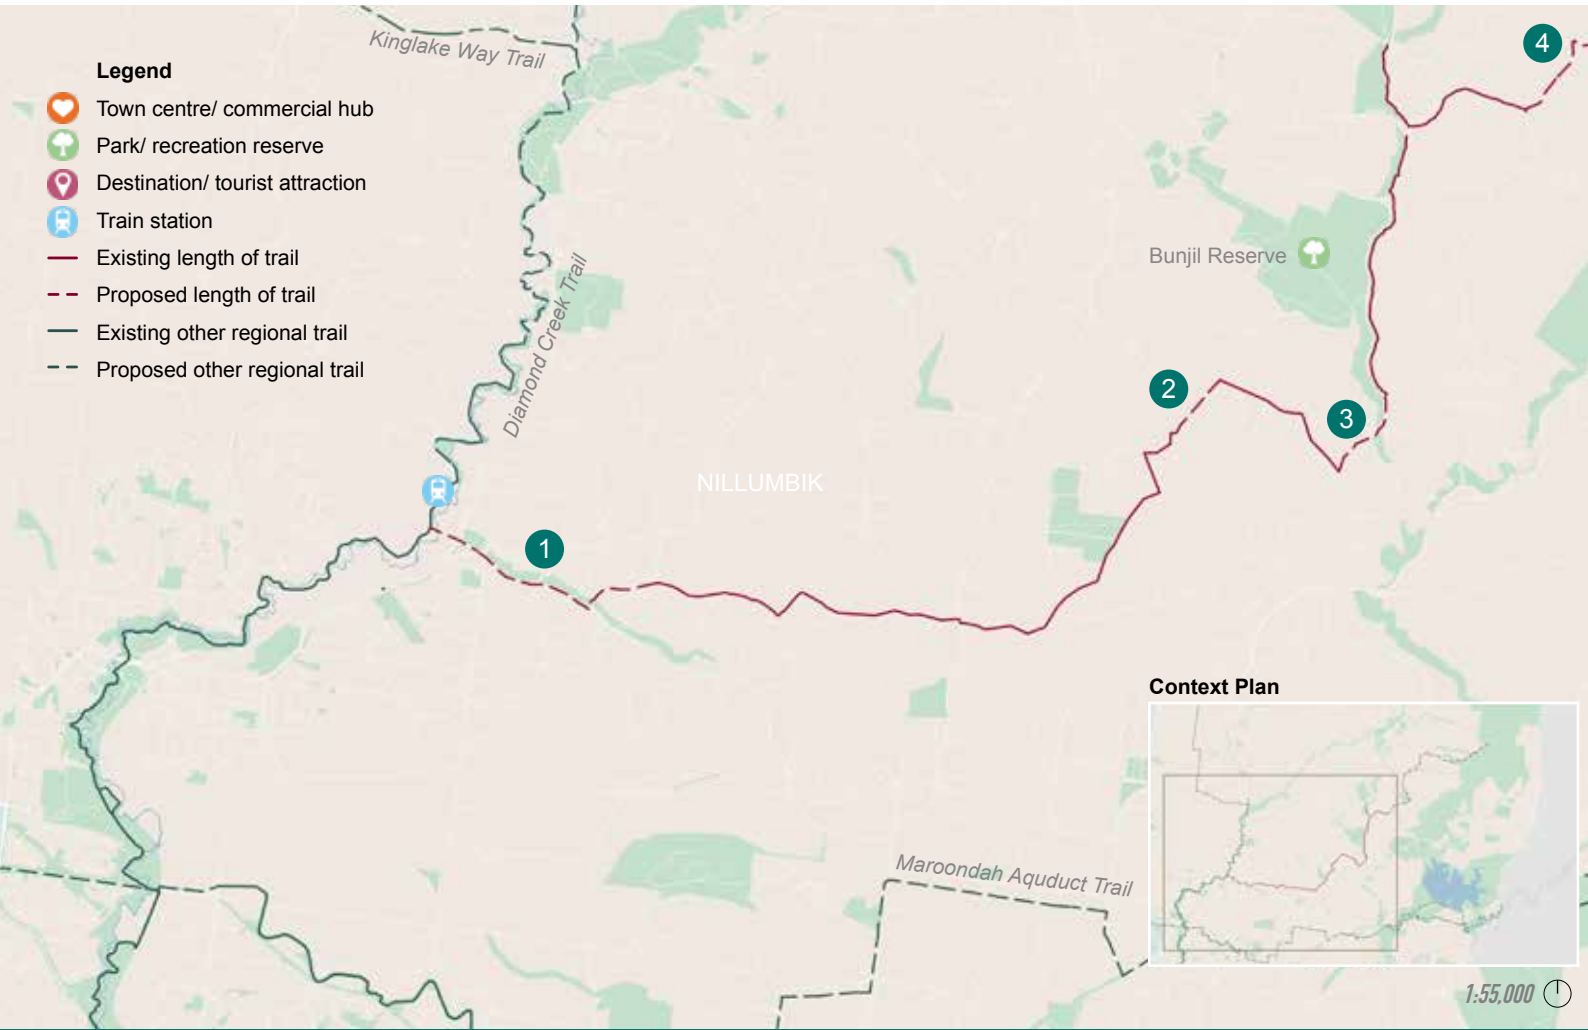 Kinglake Way Trail
4
Legend
Town centre/ commercial hub
Park/ recreation reserve
Destination/ tourist attraction
Train station
Existing length of trail
Proposed length of trail
Existing other regional trail
Proposed other regional trail
Diamond Creek Trail
Bunjil Reserve
2
3
NILLUMBIK
1
Context Plan
Maroondah Aquduct Trail
1:55,000